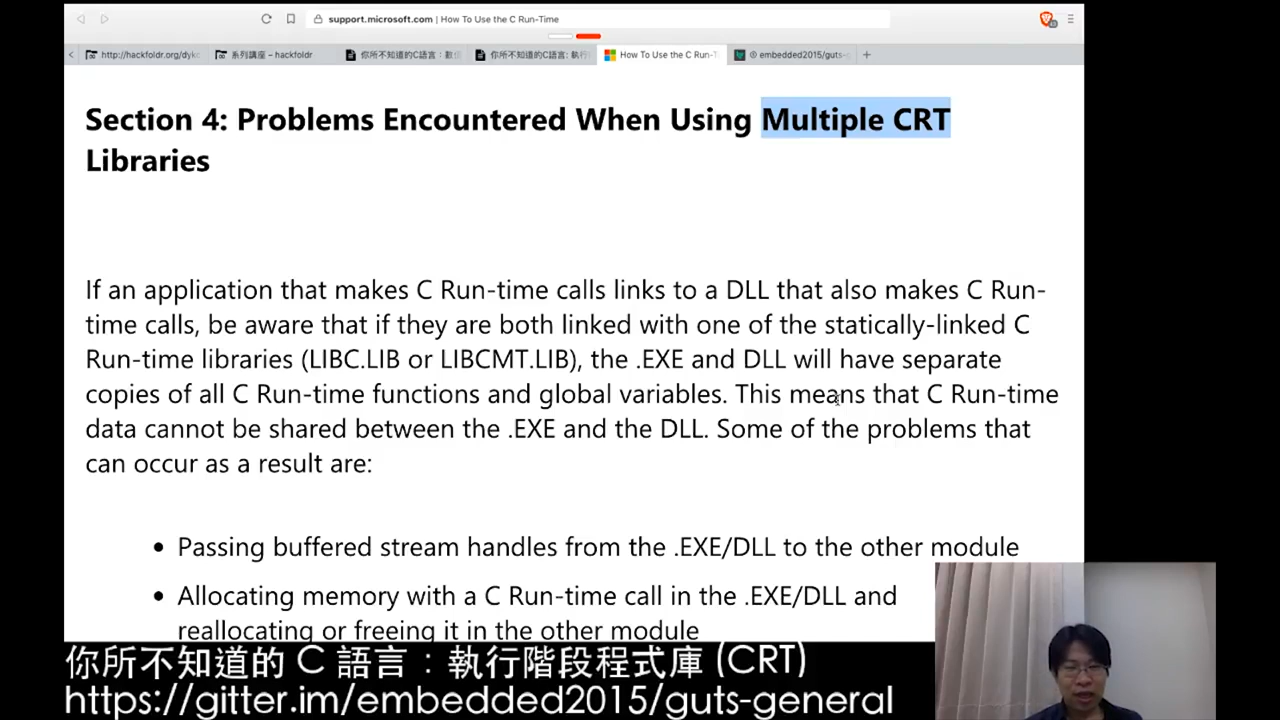 support.microsoft.com | How To Use the C Run-Time
http://hackfoldr.org/dykc
系列講座 – hackfoldr
你所不知道的C語言：數值
你所不知道的C語言: 執行
How To Use the C Run-T
embedded2015/guts-g
Section 4: Problems Encountered When Using Multiple CRT
Libraries
If an application that makes C Run-time calls links to a DLL that also makes C Run-
time calls, be aware that if they are both linked with one of the statically-linked C
Run-time libraries (LIBC.LIB or LIBCMT.LIB), the .EXE and DLL will have separate
copies of all C Run-time functions and global variables. This means that C Run-time
data cannot be shared between the .EXE and the DLL. Some of the problems that
can occur as a result are:
• Passing buffered stream handles from the .EXE/DLL to the other module
• Allocating memory with a C Run-time call in the .EXE/DLL and
reallocating or freeing it in the other module
你所不知道的 C 語言：執行階段程式庫 (CRT)
https://gitter.im/embedded2015/guts-general